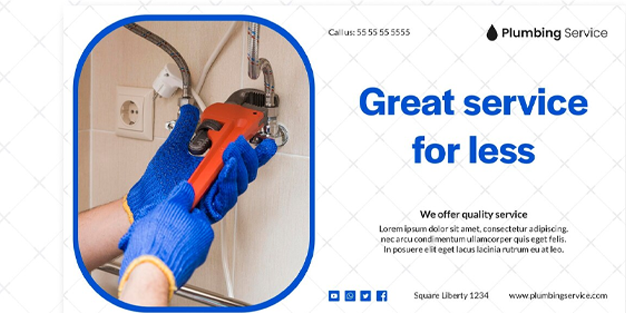 Call us: 55 55 55 5555
Plumbing Service
Great service
for less
We offer quality service
Lorem ipsum dolor sit amet, consectetur adipiscing.
nec arcu condimentum ullamcorper quis eget felis.
In posuere elit eget lacus lacinia rutrum eu at leo.
Square Liberty 1234
www.plumbingservice.com